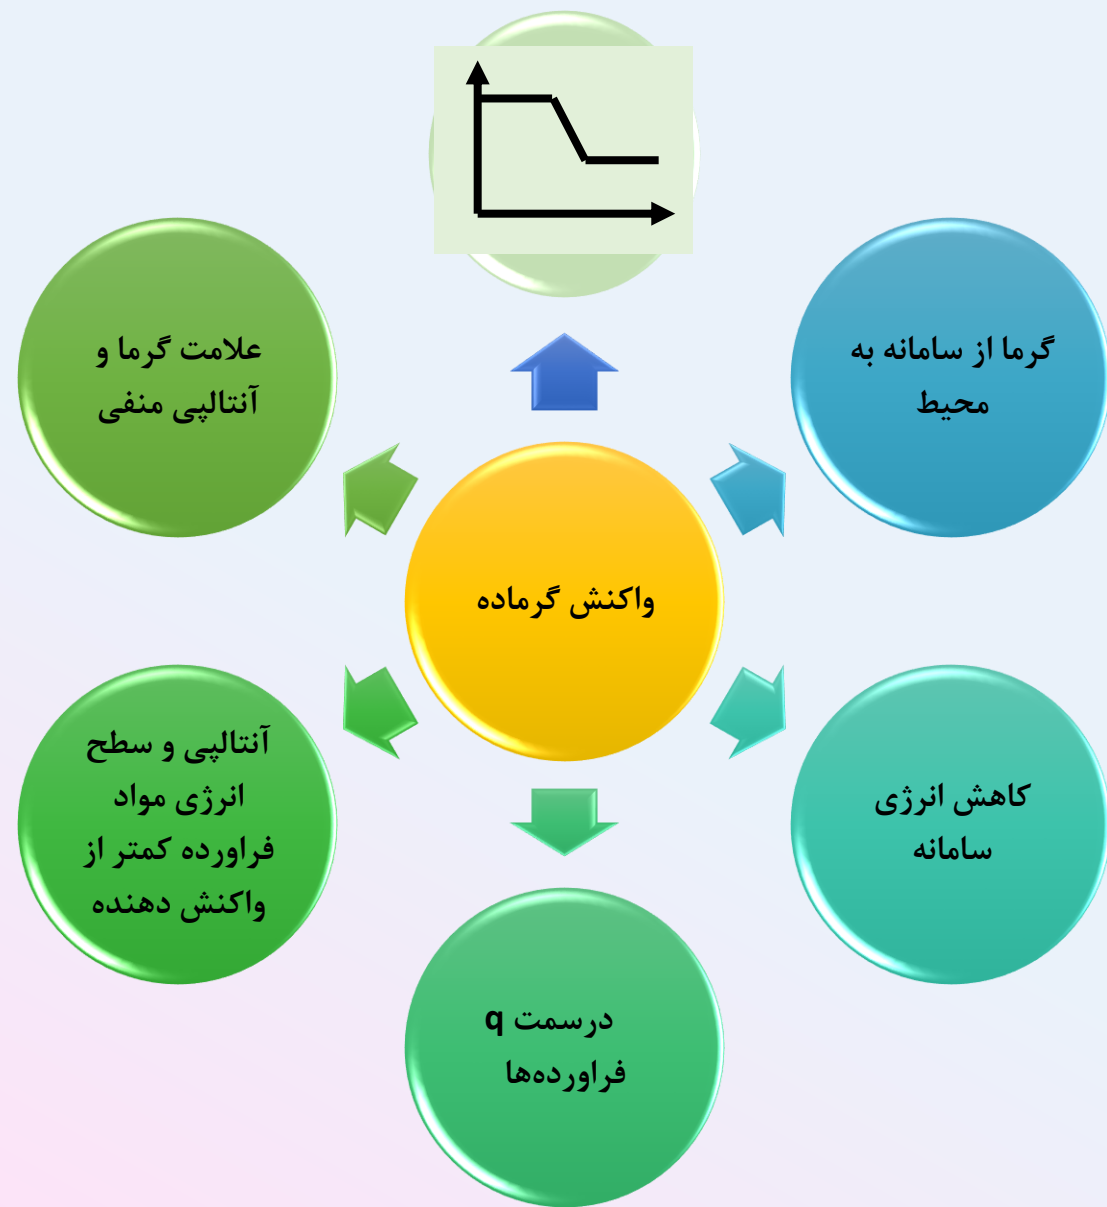 گرما از سامانه به
محیط
علامت گرما و
آنتالپی منفی
واکنش گرماده
کاهش انرژی
سامانه
آنتالپی و سطح
انرژی مواد
فراورده کمتر از
واکنش دهنده
q درسمت
فراورده‌ها